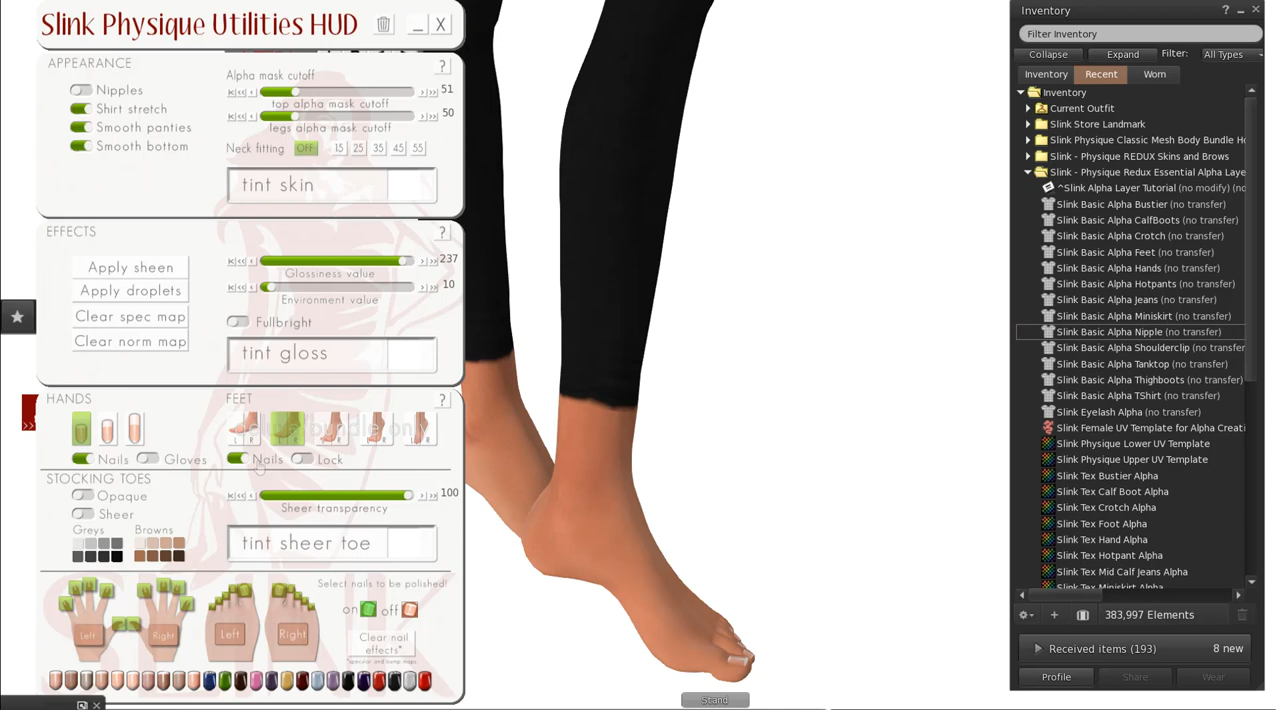 Slink Physique Utilities HUD
_ X
APPEARANCE
?
Nipples
Shirt stretch
Smooth panties
Smooth bottom
Alpha mask cutoff
51
top alpha mask cutoff
50
legs alpha mask cutoff
Neck fitting OFF 15 25 35 45 55
tint skin
EFFECTS
?
Apply sheen
Apply droplets
Clear spec map
Clear norm map
237
Glossiness value
10
Environment value
Fullbright
tint gloss
HANDS
FEET
?
L R
Nails Gloves
Nails Lock
STOCKING TOES
Opaque
Sheer
Greys Browns
100
Sheer transparency
tint sheer toe
Select nails to be polished!
on off
Left Right Left Right
Clear nail
effects*
*specular and bump maps
Stand
Inventory
? _ ×
Filter Inventory
Collapse Expand Filter: All Types
Inventory Recent Worn
Inventory
Current Outfit
Slink Store Landmark
Slink Physique Classic Mesh Body Bundle Ho
Slink - Physique REDUX Skins and Brows
Slink - Physique Redux Essential Alpha Laye
^Slink Alpha Layer Tutorial (no modify) (no
Slink Basic Alpha Bustier (no transfer)
Slink Basic Alpha CalfBoots (no transfer)
Slink Basic Alpha Crotch (no transfer)
Slink Basic Alpha Feet (no transfer)
Slink Basic Alpha Hands (no transfer)
Slink Basic Alpha Hotpants (no transfer)
Slink Basic Alpha Jeans (no transfer)
Slink Basic Alpha Miniskirt (no transfer)
Slink Basic Alpha Nipple (no transfer)
Slink Basic Alpha Shoulderclip (no transfer
Slink Basic Alpha Tanktop (no transfer)
Slink Basic Alpha Thighboots (no transfer)
Slink Basic Alpha TShirt (no transfer)
Slink Eyelash Alpha (no transfer)
Slink Female UV Template for Alpha Creati
Slink Physique Lower UV Template
Slink Physique Upper UV Template
Slink Tex Bustier Alpha
Slink Tex Calf Boot Alpha
Slink Tex Crotch Alpha
Slink Tex Foot Alpha
Slink Tex Hand Alpha
Slink Tex Hotpant Alpha
Slink Tex Mid Calf Jeans Alpha
Slink Tex Miniskirt Alpha
383,997 Elements
Received items (193) 8 new
Profile Share Wear